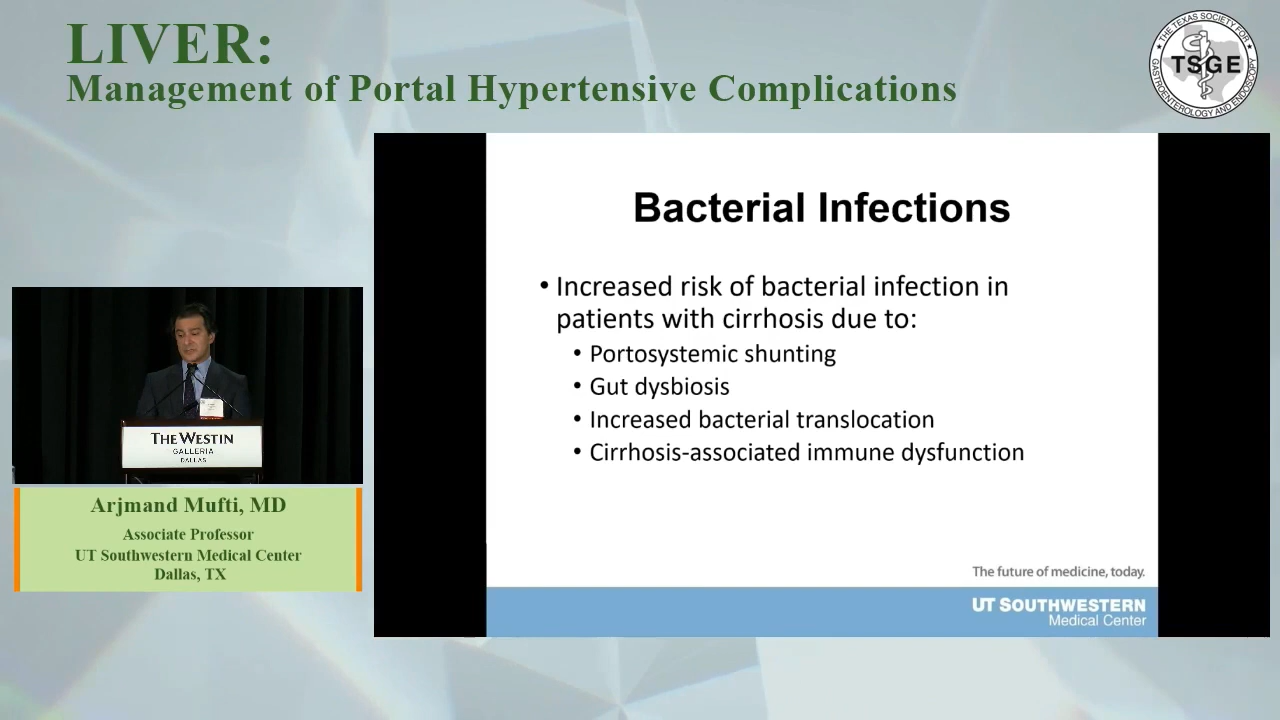 LIVER:
Management of Portal Hypertensive Complications
THE TEXAS SOCIETY FOR
TSGE
GASTROENTEROLOGY AND ENDOSCOPY
Bacterial Infections
• Increased risk of bacterial infection in
patients with cirrhosis due to:
• Portosystemic shunting
• Gut dysbiosis
• Increased bacterial translocation
• Cirrhosis-associated immune dysfunction
The future of medicine, today.
UT SOUTHWESTERN
Medical Center
THE WESTIN
GALLERIA
DALLAS
Arjmand Mufti, MD
Associate Professor
UT Southwestern Medical Center
Dallas, TX